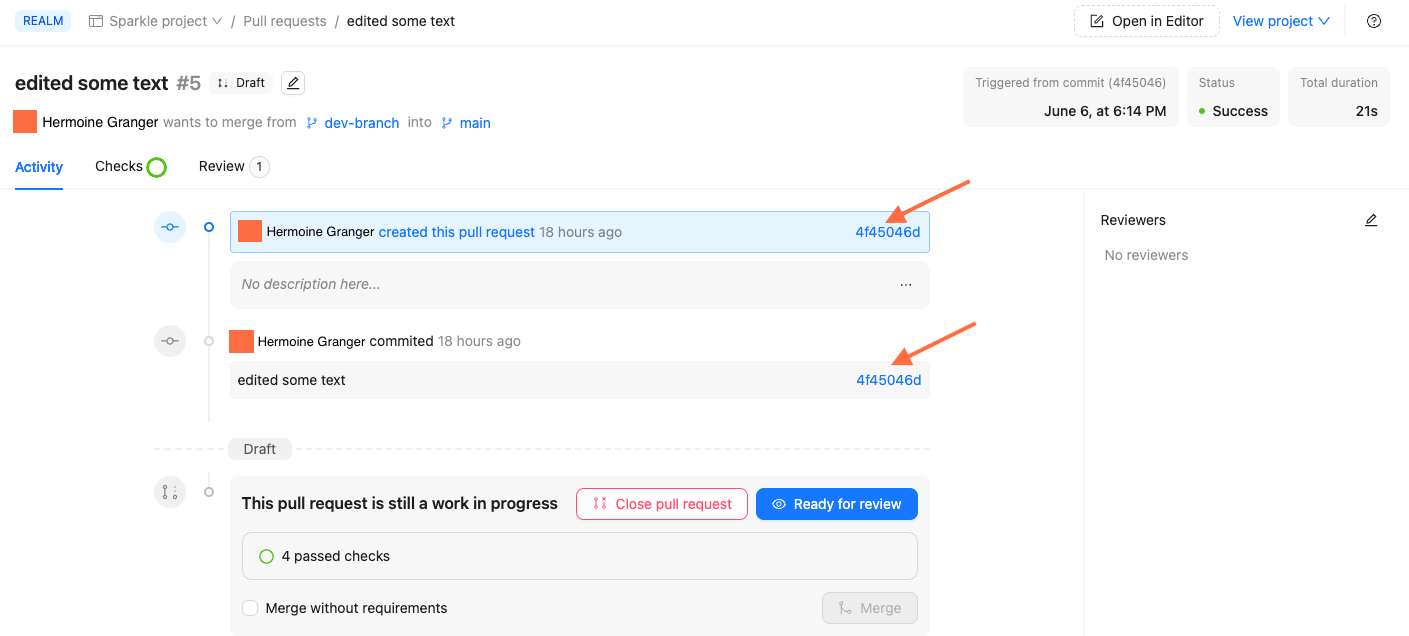 REALM Sparkle project / Pull requests / edited some text Open in Editor View project
edited some text #5 Draft
Hermoine Granger wants to merge from dev-branch into main
Triggered from commit (4f45046) Status Total duration
June 6, at 6:14 PM Success 21s
Activity Checks Review 1
Hermoine Granger created this pull request 18 hours ago 4f45046d
No description here... ...
Hermoine Granger commited 18 hours ago
edited some text 4f45046d
Reviewers
No reviewers
Draft
This pull request is still a work in progress Close pull request Ready for review
4 passed checks
Merge without requirements Merge